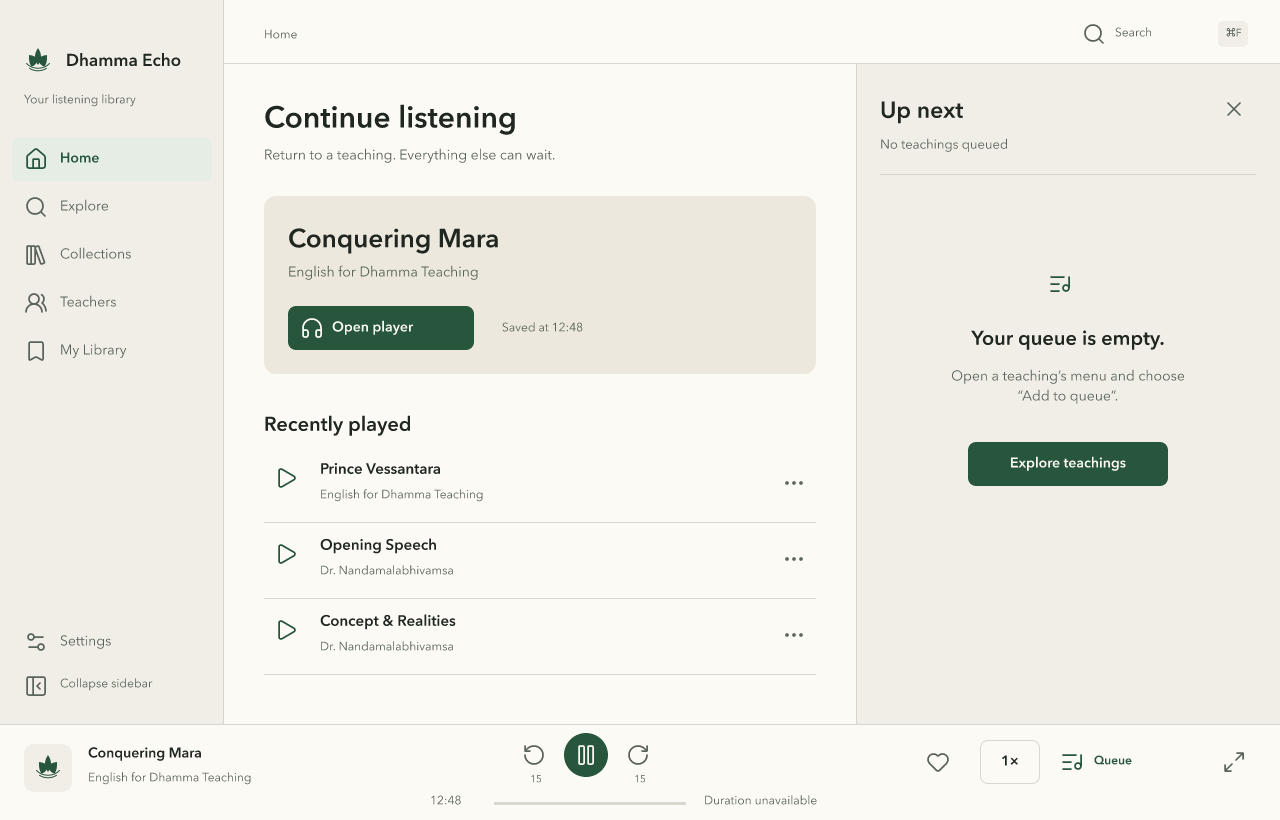 Dhamma Echo
Your listening library
Home
Explore
Collections
Teachers
My Library
Settings
Collapse sidebar
Home
Search
⌘F
Continue listening
Return to a teaching. Everything else can wait.
Conquering Mara
English for Dhamma Teaching
Open player
Saved at 12:48
Recently played
Prince Vessantara
English for Dhamma Teaching
Opening Speech
Dr. Nandamalabhivamsa
Concept & Realities
Dr. Nandamalabhivamsa
Up next
No teachings queued
Your queue is empty.
Open a teaching’s menu and choose
“Add to queue”.
Explore teachings
Conquering Mara
English for Dhamma Teaching
15
15
12:48
Duration unavailable
1×
Queue